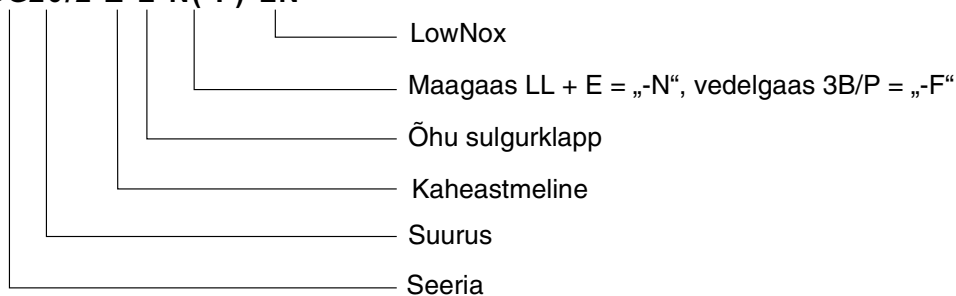 LowNox
Maagaas LL + E = „-N“, vedelgaas 3B/P = „-F“
Õhu sulgurklapp
Kaheastmeline
Suurus
Seeria